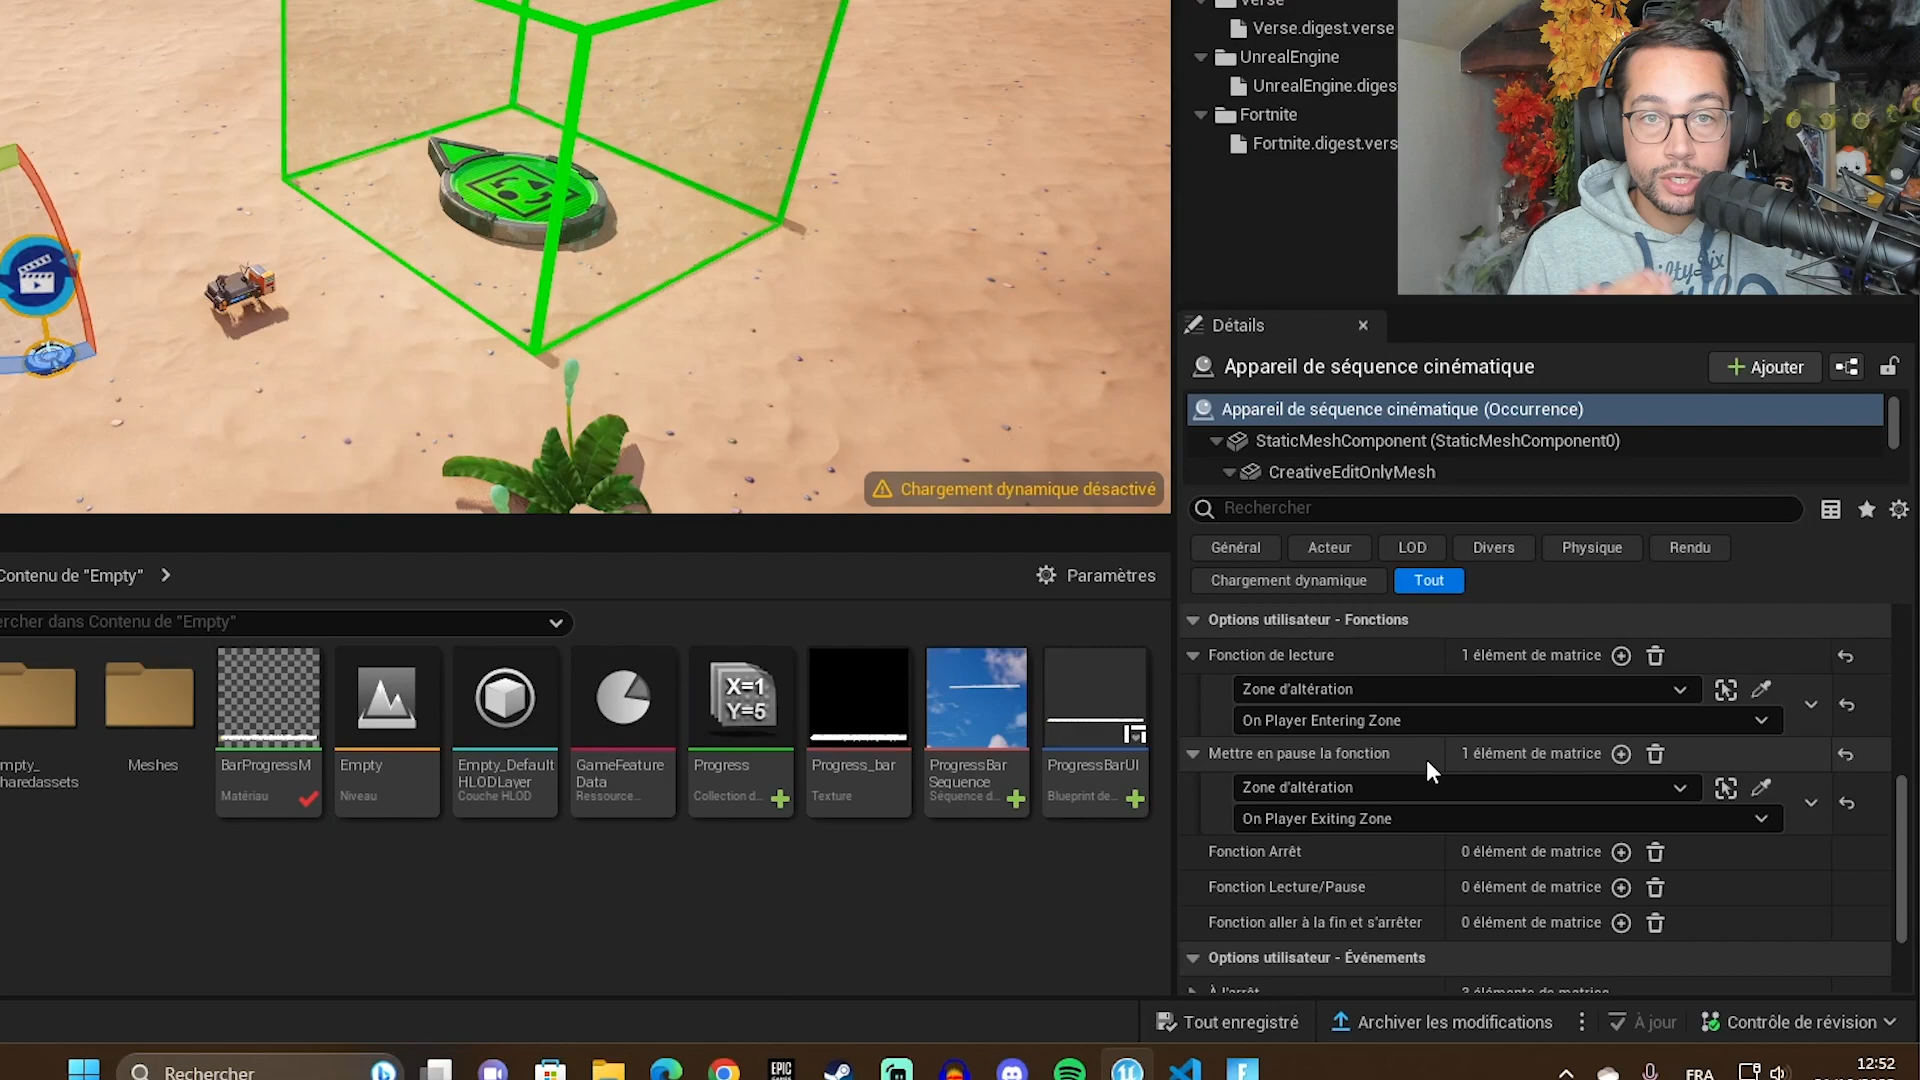 Verse
Verse.digest.verse
UnrealEngine
UnrealEngine.diges
Fortnite
Fortnite.digest.vers
Détails
Appareil de séquence cinématique
Ajouter
Appareil de séquence cinématique (Occurrence)
StaticMeshComponent (StaticMeshComponent0)
CreativeEditOnlyMesh
Chargement dynamique désactivé
Rechercher
Général
Acteur
LOD
Divers
Physique
Rendu
Chargement dynamique
Tout
Contenu de "Empty"
Paramètres
ercher dans Contenu de "Empty"
Options utilisateur - Fonctions
Fonction de lecture
1 élément de matrice
Zone d'altération
On Player Entering Zone
Mettre en pause la fonction
1 élément de matrice
Zone d'altération
On Player Exiting Zone
Fonction Arrêt
0 élément de matrice
Fonction Lecture/Pause
0 élément de matrice
Fonction aller à la fin et s'arrêter
0 élément de matrice
Options utilisateur - Événements
mpty_
haredassets
Meshes
BarProgressM
Matériau
Empty
Niveau
Empty_Default
HLODLayer
Couche HLOD
GameFeature
Data
Ressource...
X=1
Y=5
Progress
Collection d...
Progress_bar
Texture
ProgressBar
Sequence
Séquence d...
ProgressBarUI
Blueprint de...
Tout enregistré
Archiver les modifications
À jour
Contrôle de révision
Rechercher
EPIC
FRA
12:52